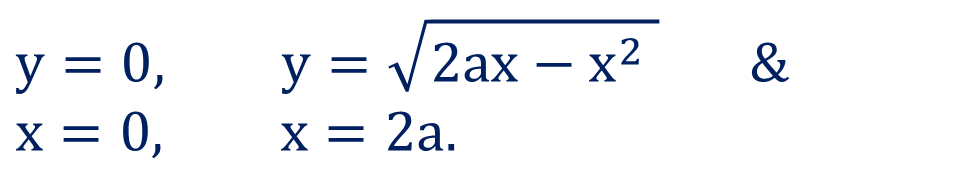 y = 0, y = √(2ax − x²) &
x = 0, x = 2a.